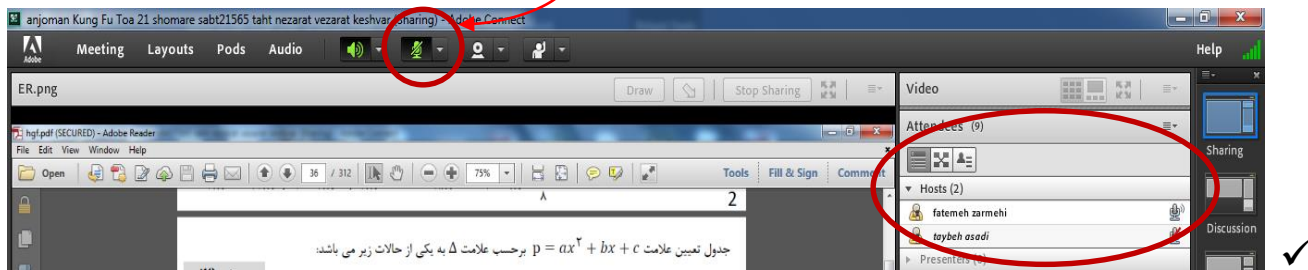 anjoman Kung Fu Toa 21 shomare sabt21565 taht nezarat vezarat keshvar (Sharing) - Adobe Connect
Adobe Meeting Layouts Pods Audio Help
ER.png Draw Stop Sharing
Video
Attendees (9)
Sharing
hgf.pdf (SECURED) - Adobe Reader
File Edit View Window Help
Open 36 / 312 75% Tools Fill & Sign Comment
Hosts (2)
fatemeh zarmehi
taybeh asadi
Discussion
Presenters
۸
2
جدول تعیین علامت p = ax۲ + bx + c برحسب علامت Δ به یکی از حالات زیر می باشد: